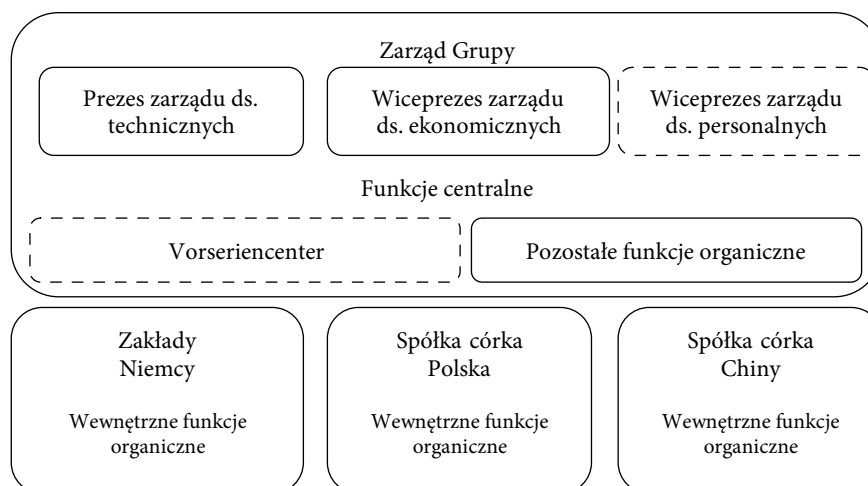 Zarząd Grupy
Prezes zarządu ds.
technicznych
Wiceprezes zarządu
ds. ekonomicznych
Wiceprezes zarządu
ds. personalnych
Funkcje centralne
Vorseriencenter
Pozostałe funkcje organiczne
Zakłady
Niemcy
Wewnętrzne funkcje
organiczne
Spółka córka
Polska
Wewnętrzne funkcje
organiczne
Spółka córka
Chiny
Wewnętrzne funkcje
organiczne